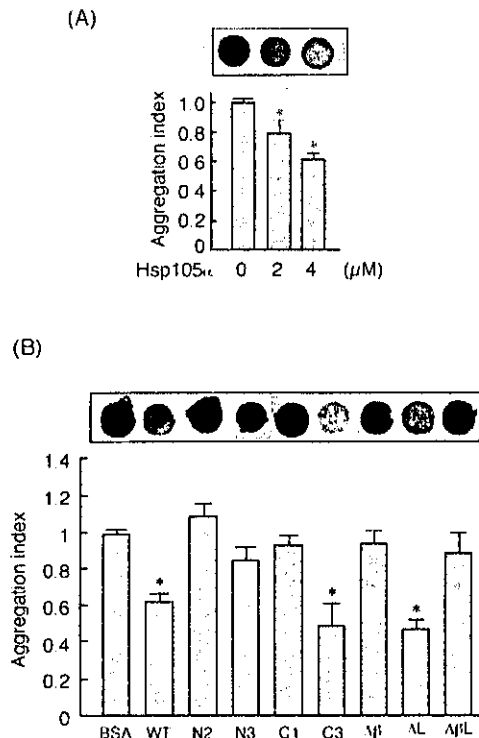 (A)
Aggregation index
1.0
0.8
0.6
0.4
0.2
0
* *
Hsp105α 0 2 4 (µM)
(B)
Aggregation index
1.4
1.2
1
0.8
0.6
0.4
0.2
0
* * *
BSA WT N2 N3 C1 C3 Δβ ΔL ΔβL